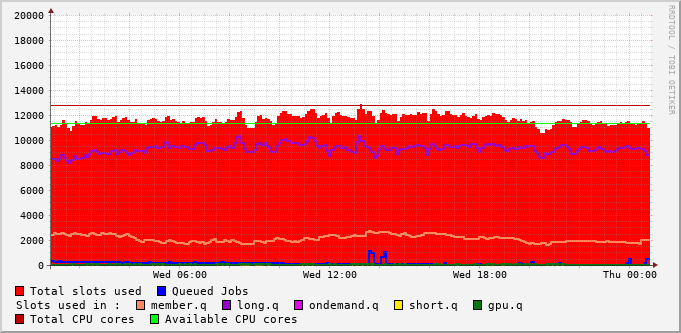 RRDTOOL / TOBI OETIKER
20000
18000
16000
14000
12000
10000
8000
6000
4000
2000
0
Wed 06:00 Wed 12:00 Wed 18:00 Thu 00:00
Total slots used Queued Jobs
Slots used in : member.q long.q ondemand.q short.q gpu.q
Total CPU cores Available CPU cores